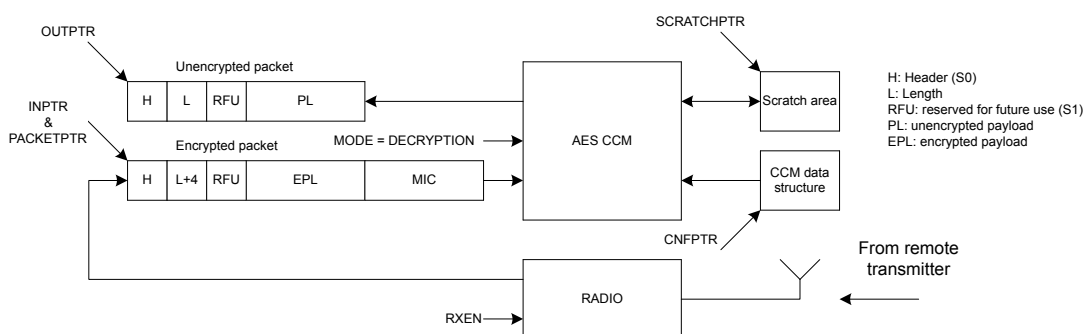 SCRATCHPTR
OUTPTR
Unencrypted packet
H L RFU PL
AES CCM
Scratch area
H: Header (S0)
L: Length
RFU: reserved for future use (S1)
PL: unencrypted payload
EPL: encrypted payload
INPTR
&
PACKETPTR
MODE = DECRYPTION
Encrypted packet
H L+4 RFU EPL MIC
CCM data
structure
CNFPTR
From remote
transmitter
RADIO
RXEN